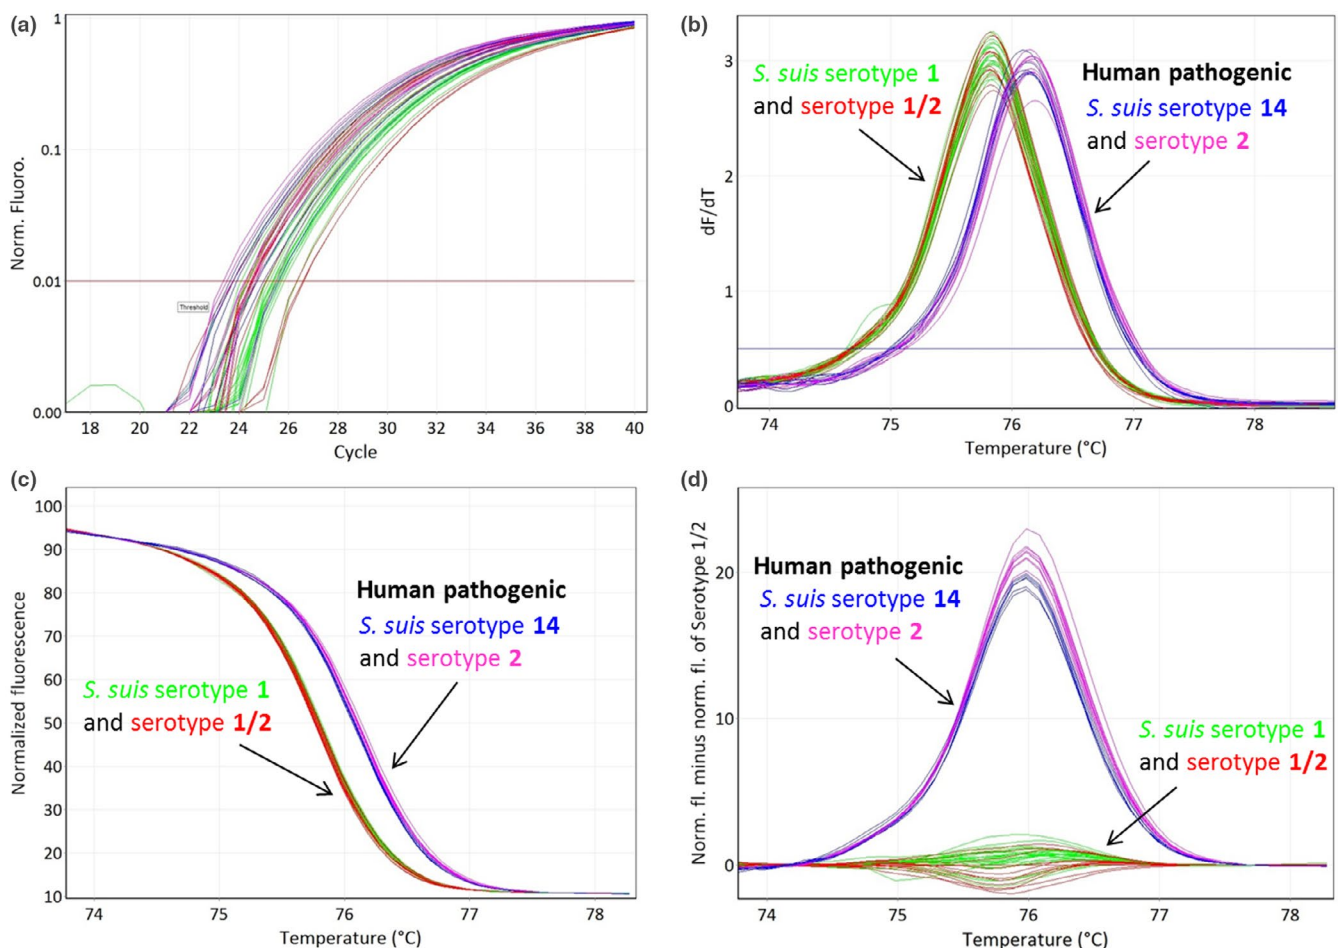 (a)
1
0.1
0.01
0.00
Norm. Fluoro.
Threshold
18 20 22 24 26 28 30 32 34 36 38 40
Cycle
(b)
3
2
1
0
dF/dT
S. suis serotype 1
and serotype 1/2
Human pathogenic
S. suis serotype 14
and serotype 2
74 75 76 77 78
Temperature (°C)
(c)
100
90
80
70
60
50
40
30
20
10
Normalized fluorescence
Human pathogenic
S. suis serotype 14
and serotype 2
S. suis serotype 1
and serotype 1/2
74 75 76 77 78
Temperature (°C)
(d)
20
10
0
Norm. fl. minus norm. fl. of Serotype 1/2
Human pathogenic
S. suis serotype 14
and serotype 2
S. suis serotype 1
and serotype 1/2
74 75 76 77 78
Temperature (°C)